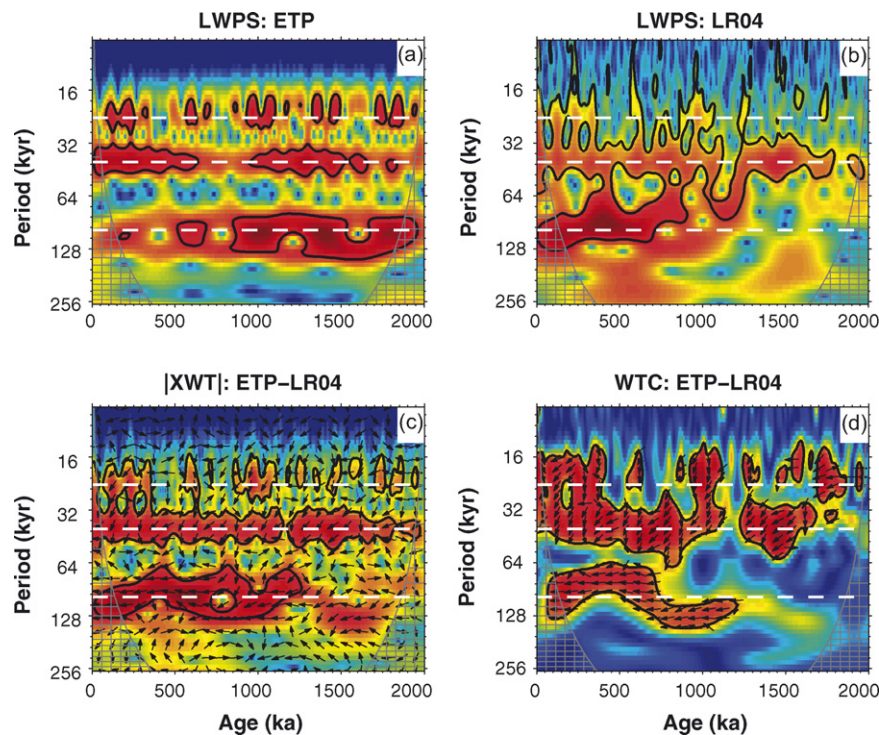 LWPS: ETP
LWPS: LR04
(a)
(b)
16
32
64
128
256
Period (kyr)
0
500
1000
1500
2000
16
32
64
128
256
Period (kyr)
0
500
1000
1500
2000
|XWT|: ETP-LR04
WTC: ETP-LR04
(c)
(d)
16
32
64
128
256
Period (kyr)
0
500
1000
1500
2000
Age (ka)
16
32
64
128
256
Period (kyr)
0
500
1000
1500
2000
Age (ka)